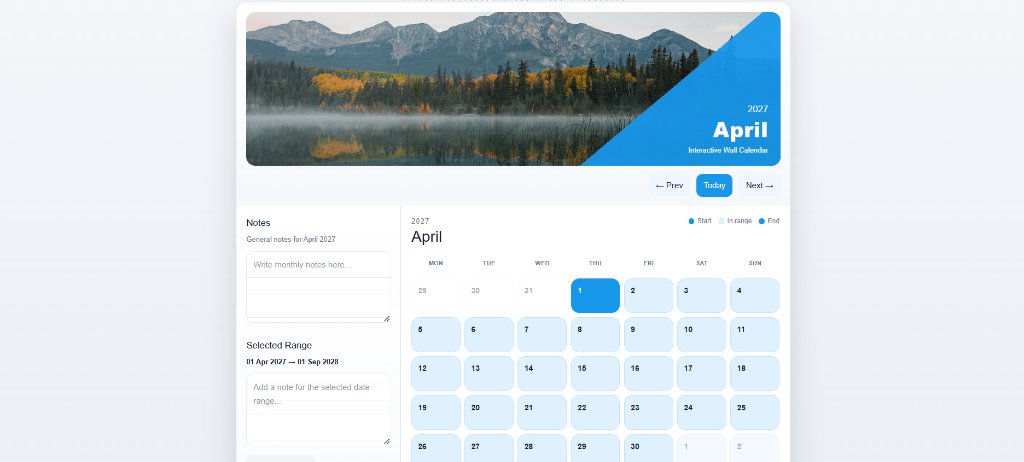 2027
April
Interactive Wall Calendar
← Prev Today Next →
Notes
General notes for April 2027
Write monthly notes here...
Selected Range
01 Apr 2027 → 01 Sep 2028
Add a note for the selected date
range...
2027
Start In range End
April
MON TUE WED THU FRI SAT SUN
29 30 31 1 2 3 4
5 6 7 8 9 10 11
12 13 14 15 16 17 18
19 20 21 22 23 24 25
26 27 28 29 30 1 2